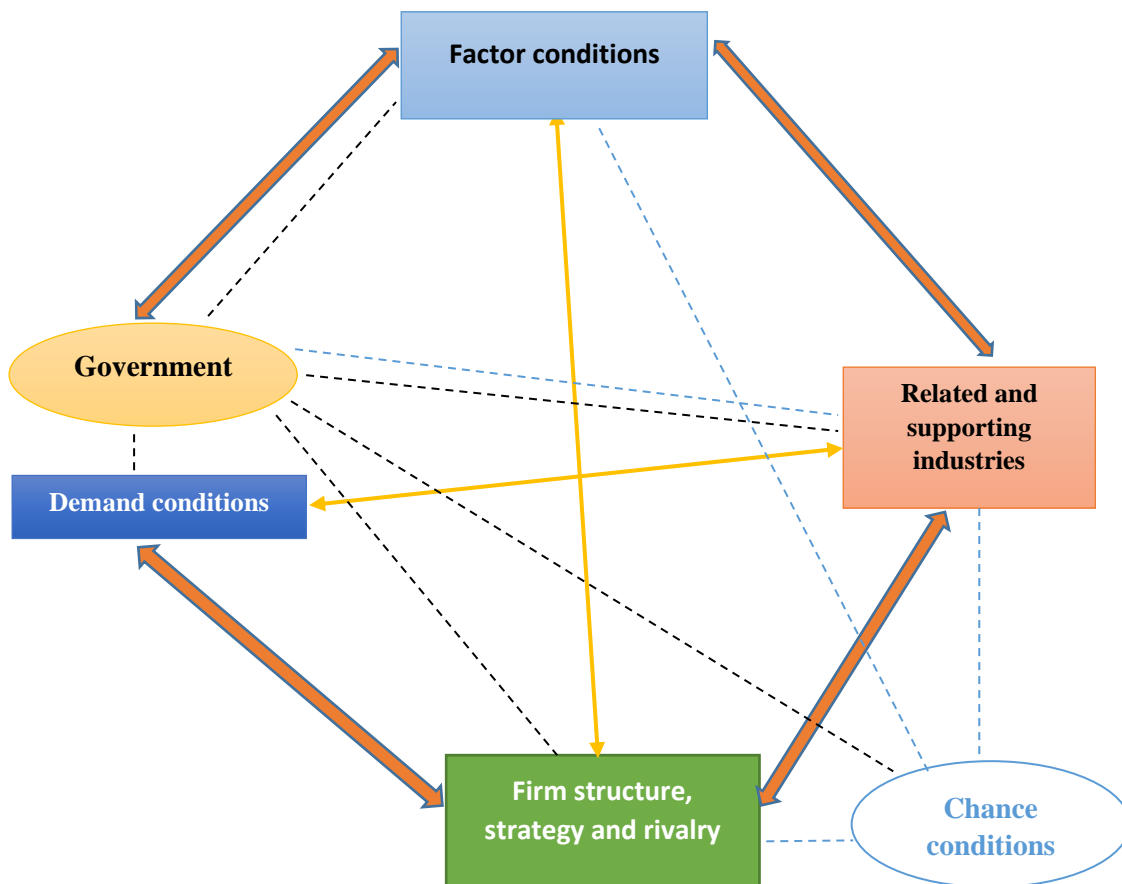 Factor conditions
Government
Related and
supporting
industries
Demand conditions
Firm structure,
strategy and rivalry
Chance
conditions